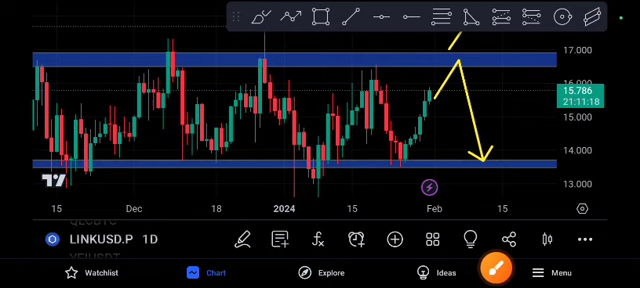 17.000
16.000
15.786
21:11:18
15.000
14.000
13.000
15 Dec 18 2024 15 Feb 15
LINKUSD.P 1D
Watchlist Chart Explore Ideas Menu